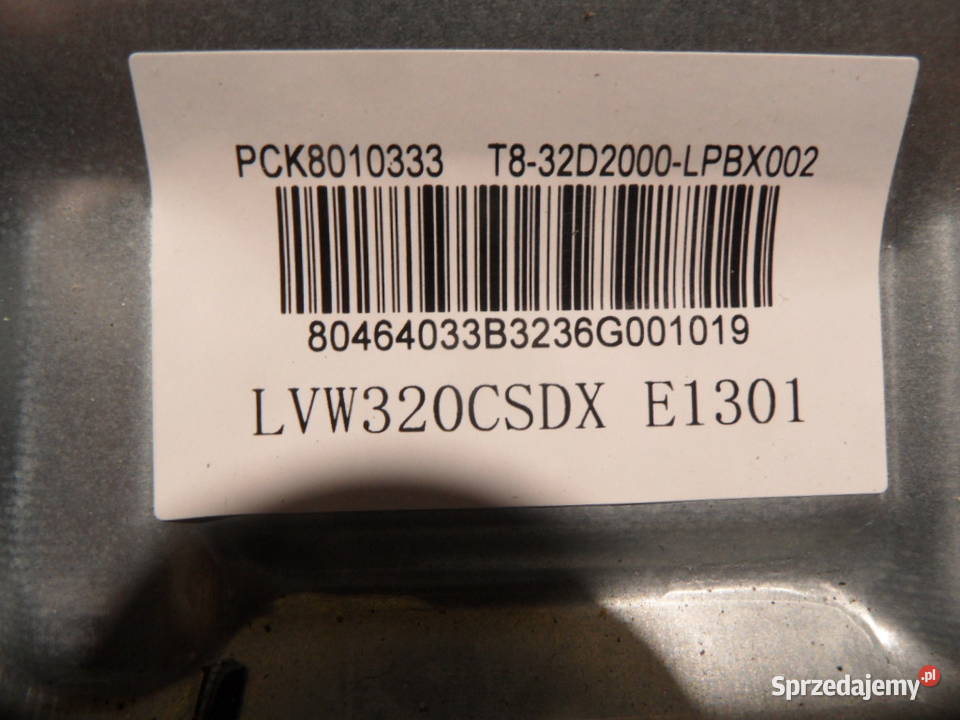 PCK8010333 T8-32D2000-LPBX002
80464033B3236G001019
LVW320CSDX E1301
Sprzedajemy.pl